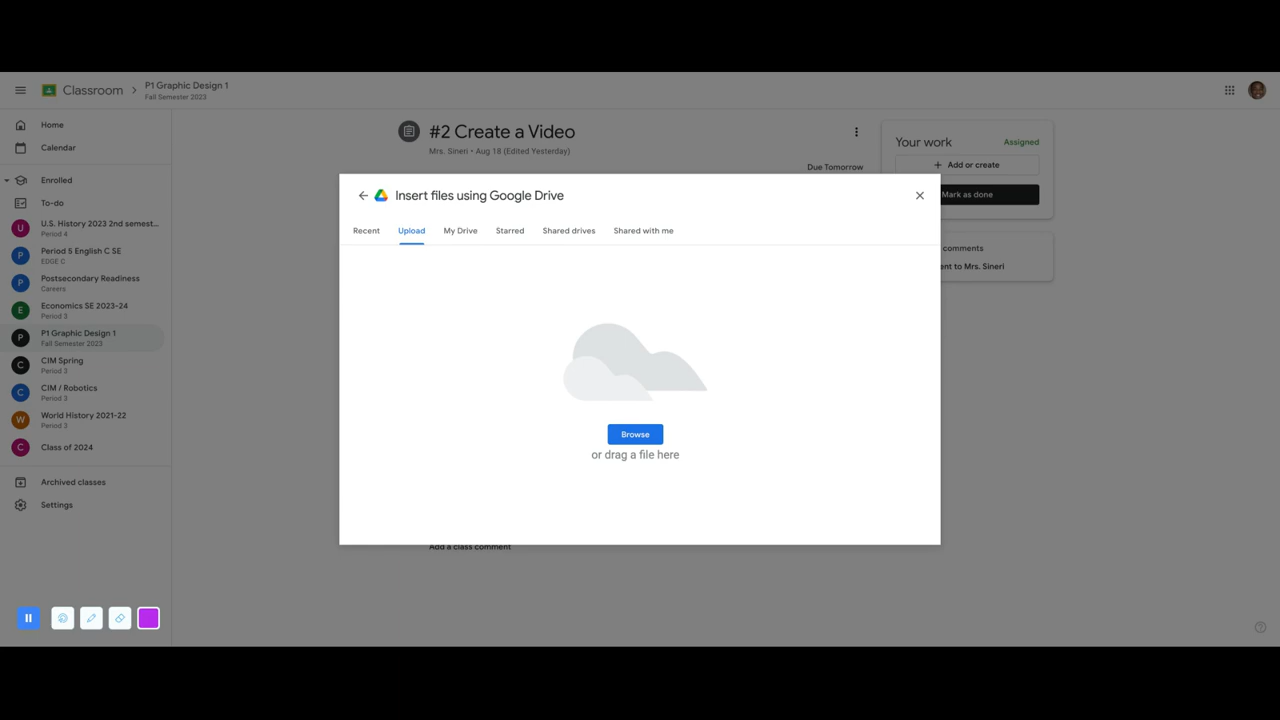 Classroom
P1 Graphic Design 1
Fall Semester 2023
Home
Calendar
Enrolled
To-do
U
U.S. History 2023 2nd semest...
Period 4
P
Period 5 English C SE
EDGE C
P
Postsecondary Readiness
Careers
E
Economics SE 2023-24
Period 3
P
P1 Graphic Design 1
Fall Semester 2023
C
CIM Spring
Period 3
C
CIM / Robotics
Period 3
W
World History 2021-22
Period 3
C
Class of 2024
Archived classes
Settings
#2 Create a Video
Mrs. Sineri • Aug 18 (Edited Yesterday)
Due Tomorrow
Your work
Assigned
+ Add or create
Mark as done
comments
nt to Mrs. Sineri
Insert files using Google Drive
Recent
Upload
My Drive
Starred
Shared drives
Shared with me
Browse
or drag a file here
Add a class comment